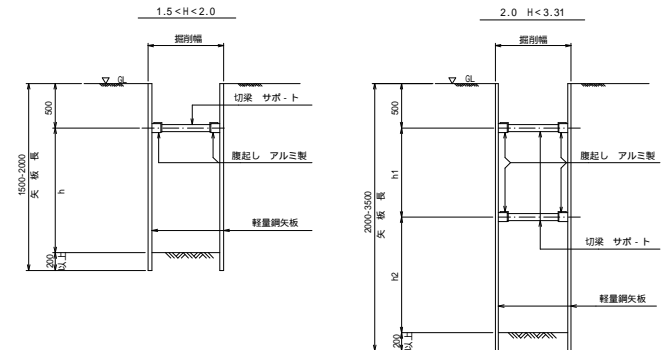 1.5<H<2.0
掘削幅
GL
500
切梁 サポ-ト
腹起し アルミ製
1500-2000
矢板長
h
軽量鋼矢板
200
以上
2.0 H<3.31
掘削幅
GL
500
腹起し アルミ製
h1
2000-3500
矢板長
切梁 サポ-ト
h2
軽量鋼矢板
200
以上